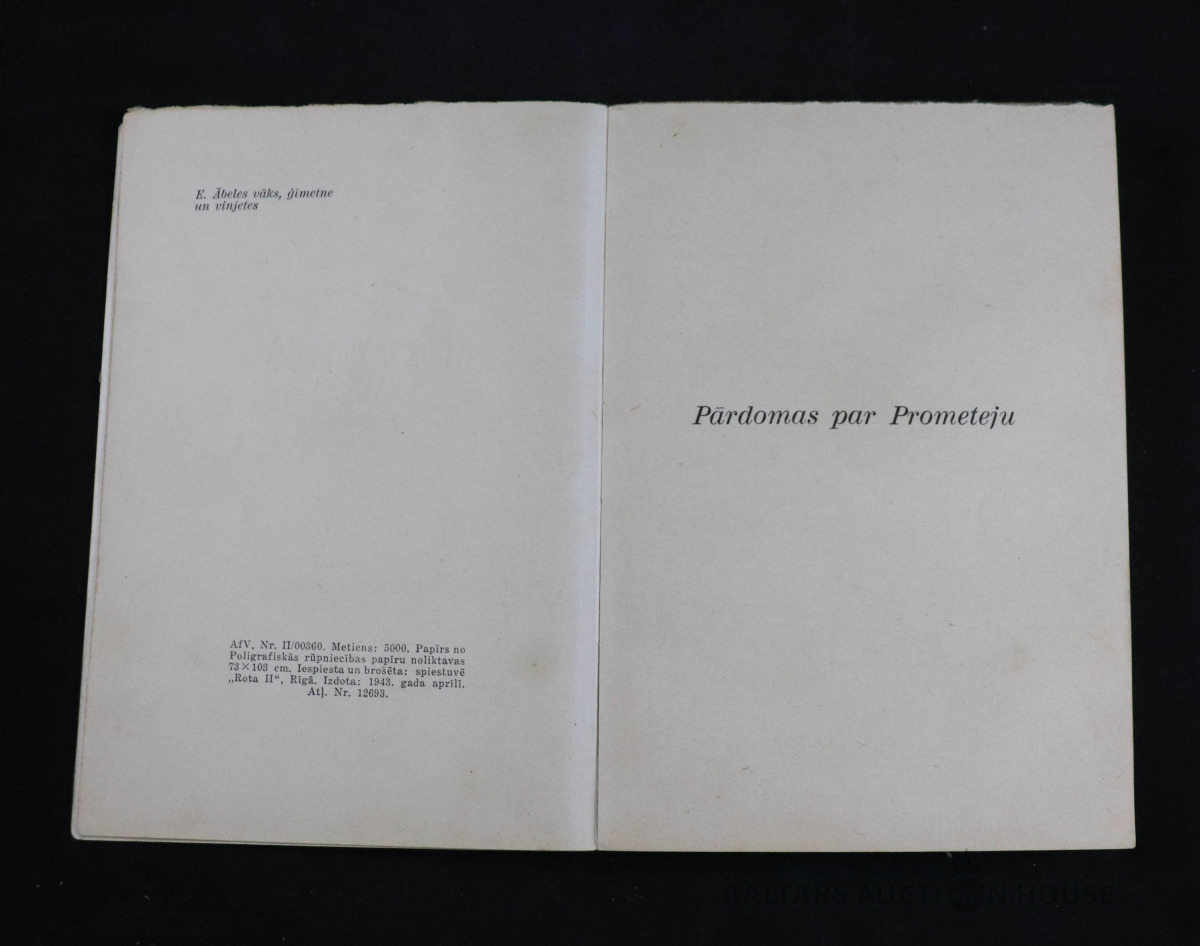 E. Ābeles vāks, ģimetne
un vinjetes
AfV. Nr. II/00360. Metiens: 5000. Papīrs no
Poligrafiskās rūpniecības papīru noliktavas
73×103 cm. Iespiesta un brošēta: spiestuvē
„Rota II“, Rīgā. Izdota: 1943. gada aprīlī.
Atļ. Nr. 12693.
Pārdomas par Prometeju
BALTARS AUCTION HOUSE